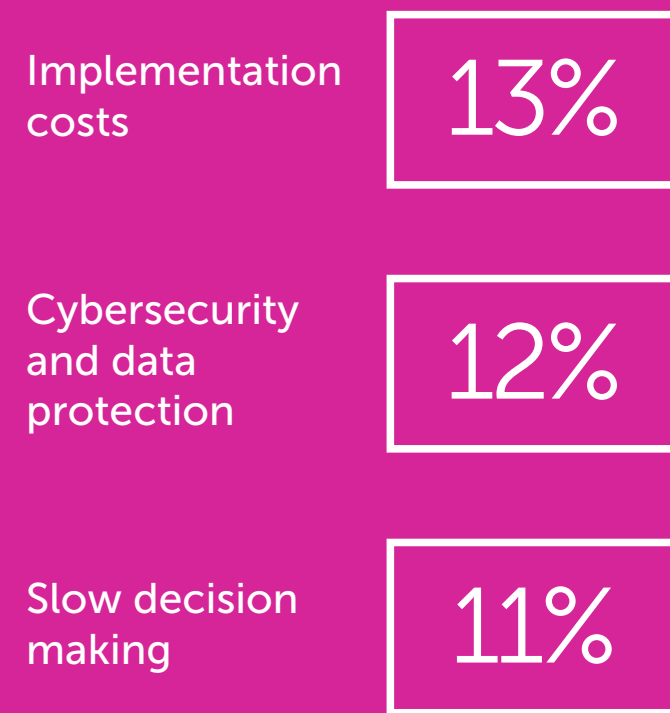 Implementation
costs
13%
Cybersecurity
and data
protection
12%
Slow decision
making
11%